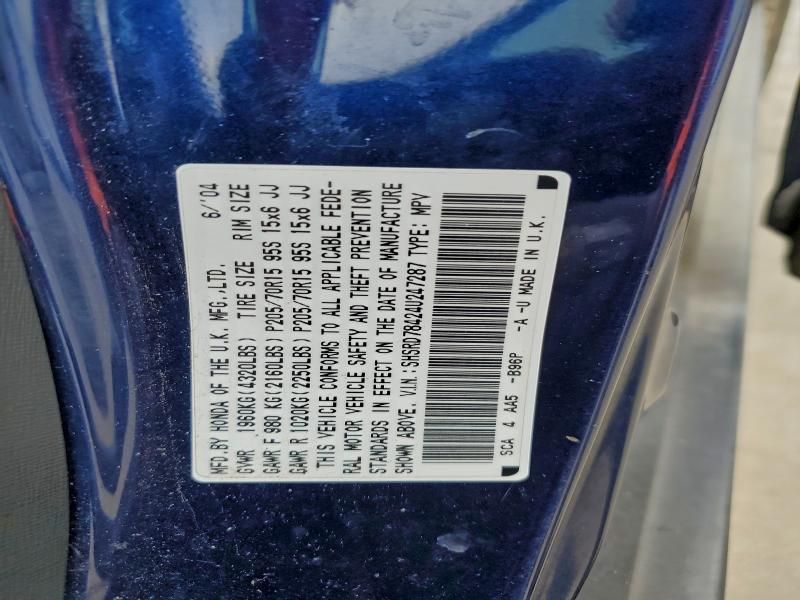 MFD.BY HONDA OF THE U.K. MFG.,LTD. 6/'04
GVWR 1960KG(4320LBS) TIRE SIZE RIM SIZE
GAWR F 980 KG(2160LBS) P205/70R15 95S 15x6 JJ
GAWR R 1020KG(2250LBS) P205/70R15 95S 15x6 JJ
THIS VEHICLE CONFORMS TO ALL APPLICABLE FEDE-
RAL MOTOR VEHICLE SAFETY AND THEFT PREVENTION
STANDARDS IN EFFECT ON THE DATE OF MANUFACTURE
SHOWN ABOVE. V.I.N.:SHSRD78424U247287 TYPE: MPV
SCA 4 AA5 -B96P -A -U MADE IN U.K.